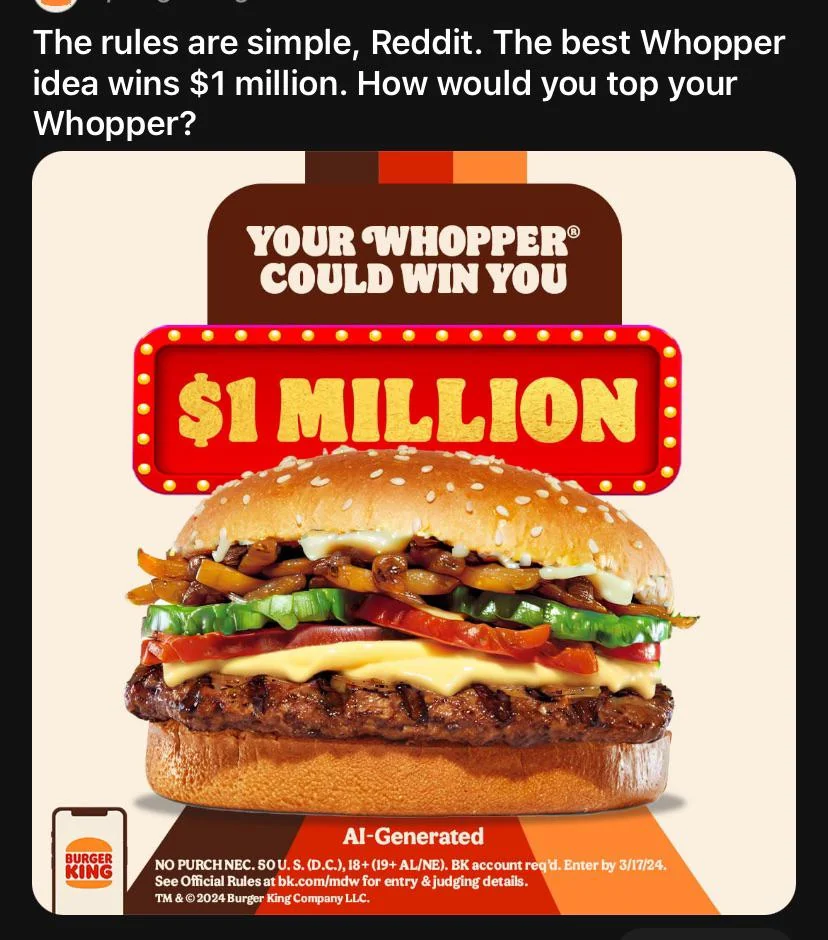 The rules are simple, Reddit. The best Whopper
idea wins $1 million. How would you top your
Whopper?
YOUR WHOPPER®
COULD WIN YOU
$1 MILLION
AI-Generated
BURGER
KING
NO PURCH NEC. 50 U. S. (D.C.), 18+ (19+ AL/NE). BK account req'd. Enter by 3/17/24.
See Official Rules at bk.com/mdw for entry & judging details.
TM & © 2024 Burger King Company LLC.